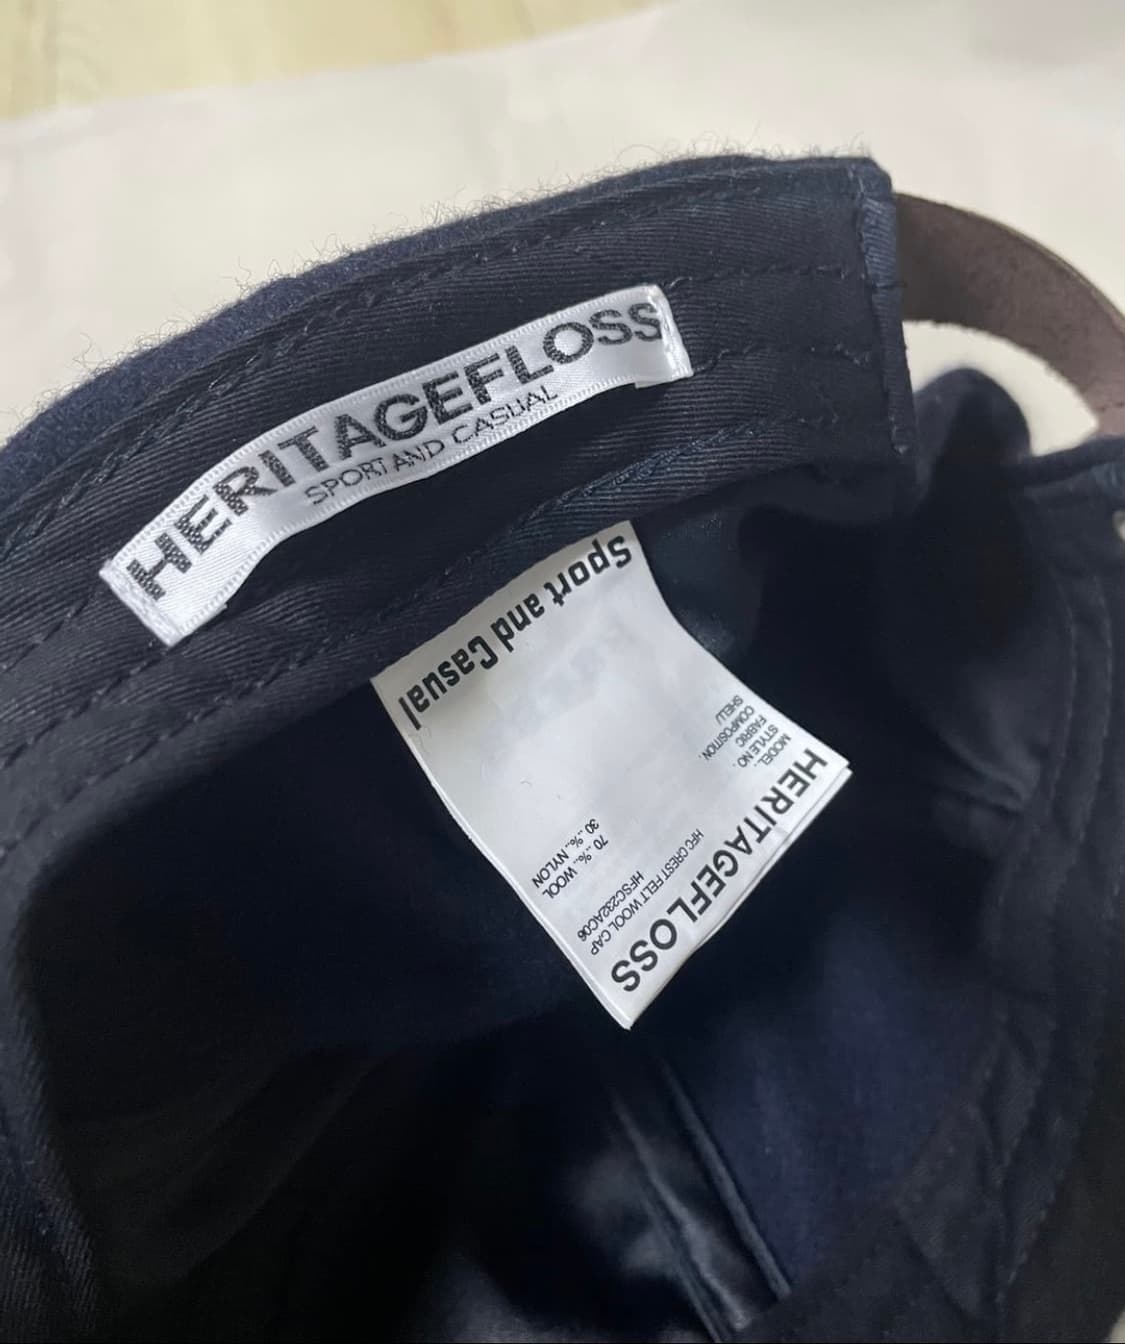 HERITAGEFLOSS
SPORT AND CASUAL
HERITAGEFLOSS
MODEL. HFC CREST FELT WOOL CAP
STYLE NO. HFSC232AC06
FABRIC
COMPOSITION.
SHELL/ 70..%.. WOOL
30..%.. NYLON
Sport and Casual